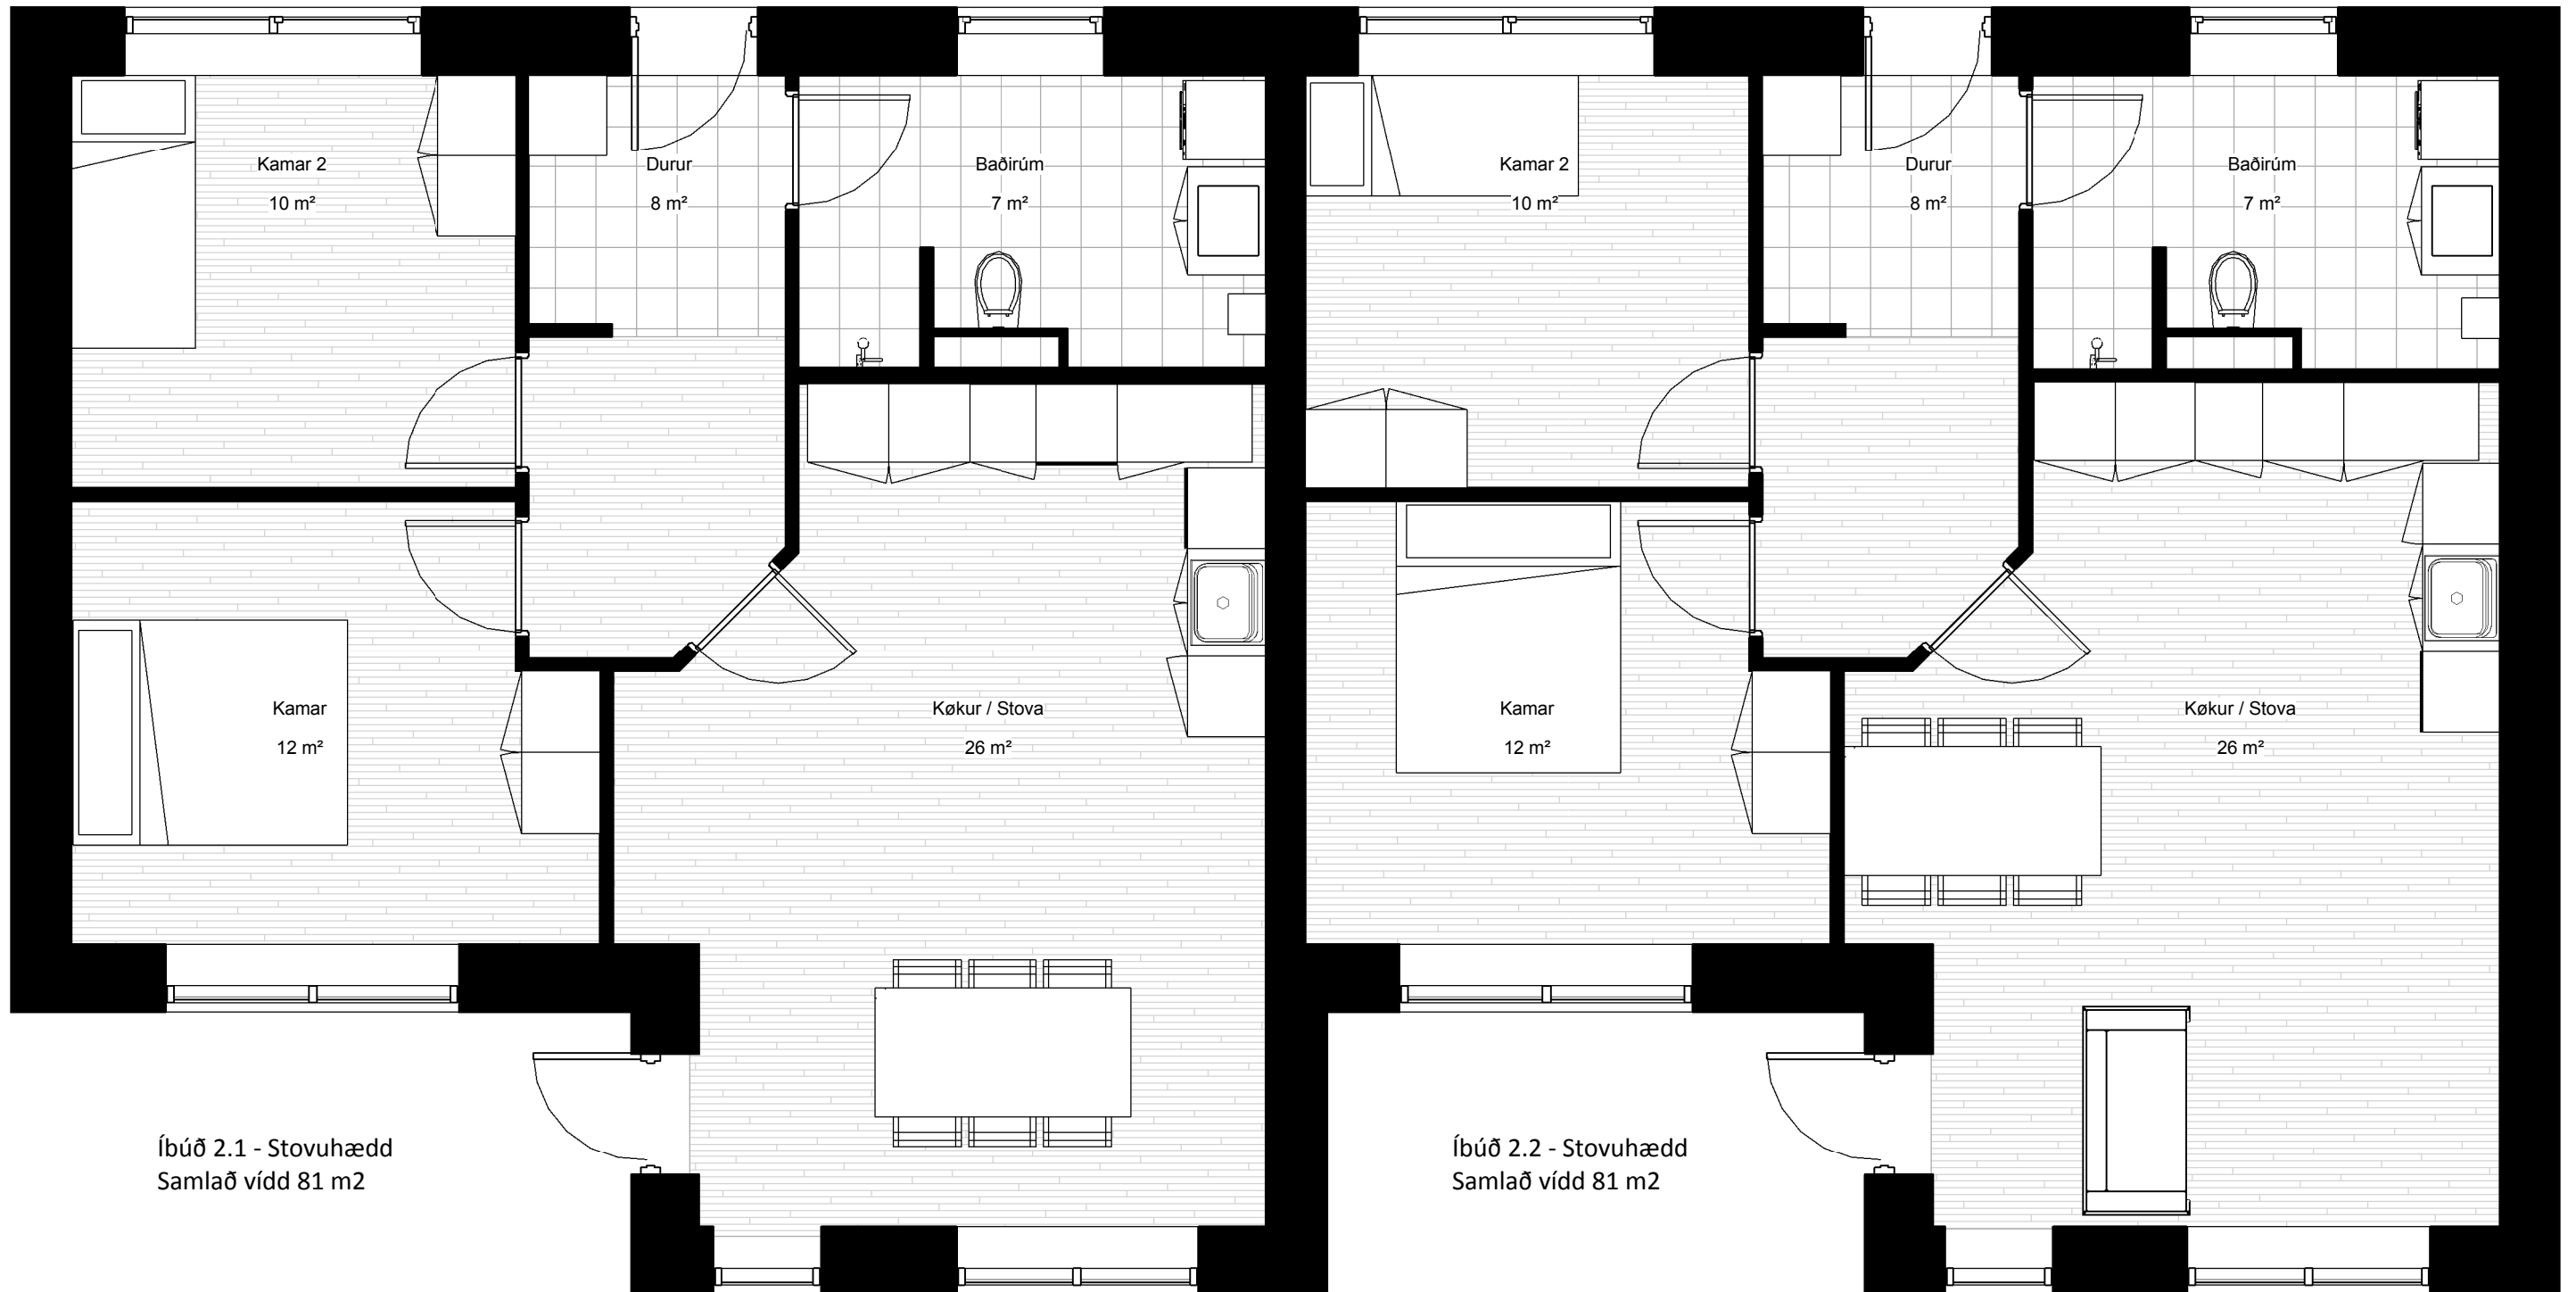 Kamar 2
10 m²
Durur
8 m²
Baðirúm
7 m²
Kamar 2
10 m²
Durur
8 m²
Baðirúm
7 m²
Kamar
12 m²
Køkur / Stova
26 m²
Kamar
12 m²
Køkur / Stova
26 m²
Íbúð 2.1 - Stovuhædd
Samlað vídd 81 m2
Íbúð 2.2 - Stovuhædd
Samlað vídd 81 m2